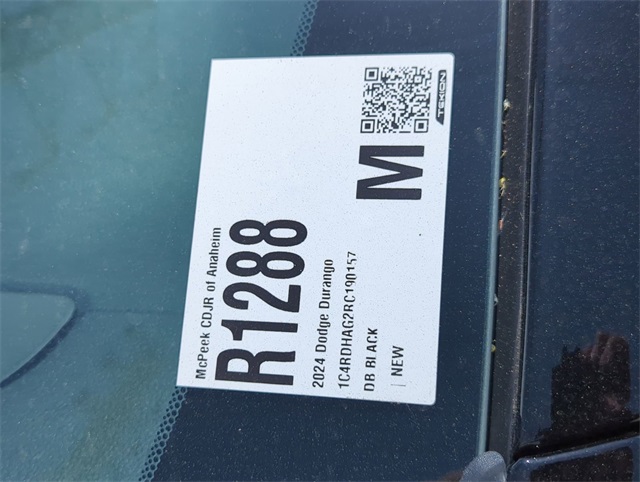 McPeek CDJR of Anaheim
R1288
2024 Dodge Durango
1C4RDHAG2RC190157
DB BLACK
| NEW
M
TEKION